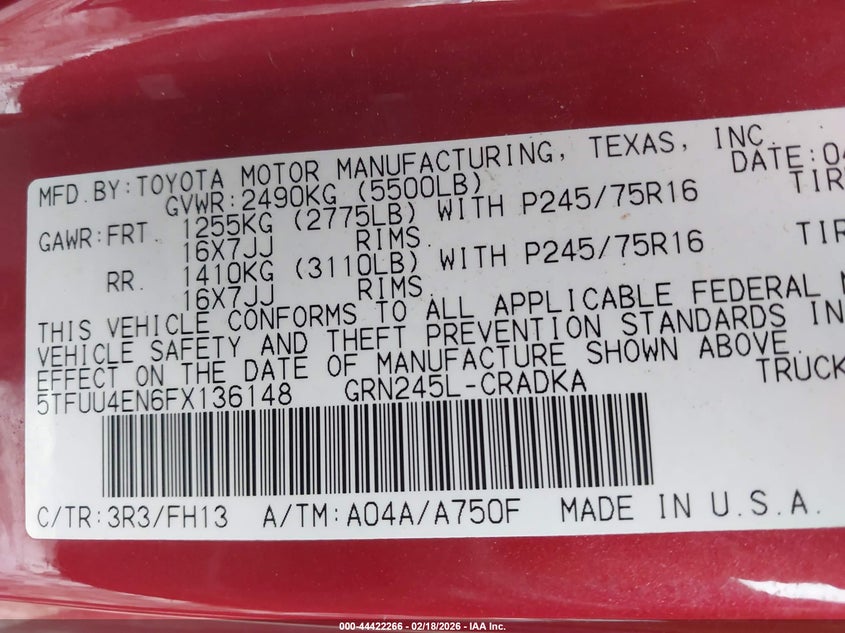 MFD.BY:TOYOTA MOTOR MANUFACTURING, TEXAS, INC. DATE:04
GVWR:2490KG (5500LB)
GAWR:FRT 1255KG (2775LB) WITH P245/75R16 TIR
16X7JJ RIMS
RR. 1410KG (3110LB) WITH P245/75R16 TIR
16X7JJ RIMS
THIS VEHICLE CONFORMS TO ALL APPLICABLE FEDERAL M
VEHICLE SAFETY AND THEFT PREVENTION STANDARDS IN
EFFECT ON THE DATE OF MANUFACTURE SHOWN ABOVE.
5TFUU4EN6FX136148 GRN245L-CRADKA TRUCK
C/TR:3R3/FH13 A/TM:A04A/A750F MADE IN U.S.A.
000-44422266 - 02/18/2026 - IAA Inc.